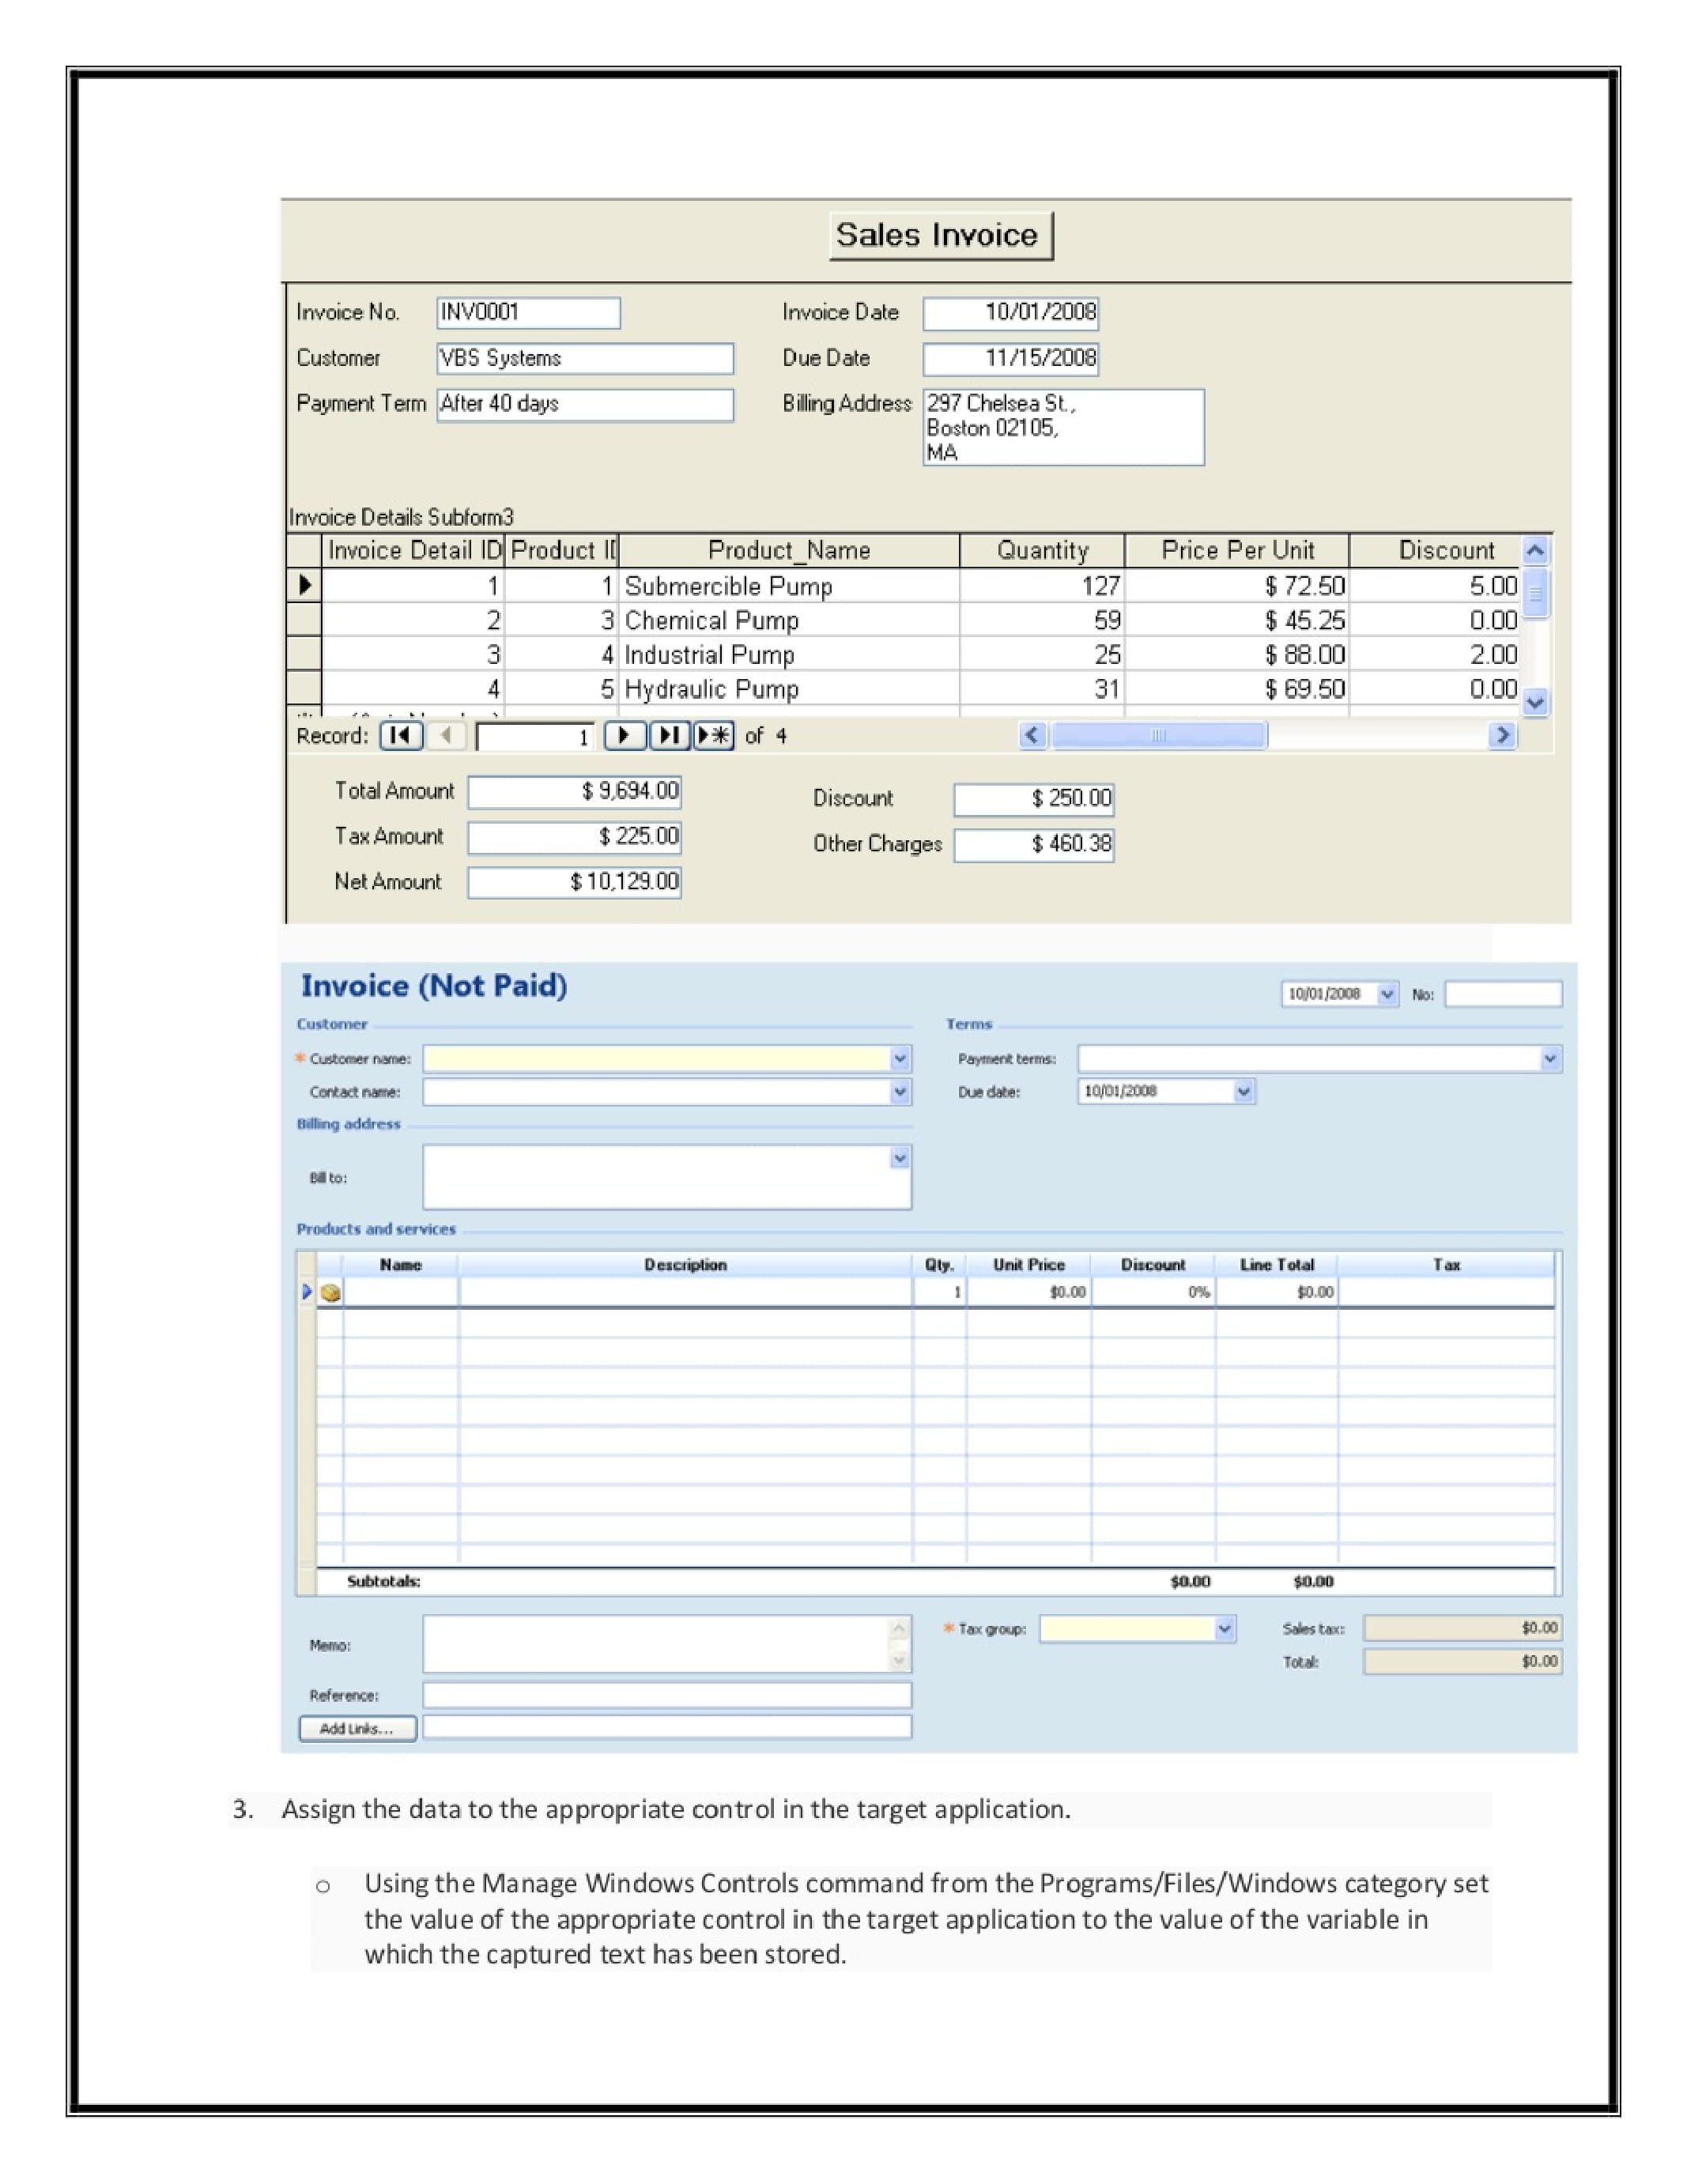 Sales Invoice
Invoice No. INV0001 Invoice Date 10/01/2008
Customer VBS Systems Due Date 11/15/2008
Payment Term After 40 days Billing Address 297 Chelsea St.,
Boston 02105,
MA
Invoice Details Subform3
Invoice Detail ID Product ID Product_Name Quantity Price Per Unit Discount
1 1 Submercible Pump 127 $ 72.50 5.00
2 3 Chemical Pump 59 $ 45.25 0.00
3 4 Industrial Pump 25 $ 88.00 2.00
4 5 Hydraulic Pump 31 $ 69.50 0.00
Record: 1 of 4
Total Amount $ 9,694.00 Discount $ 250.00
Tax Amount $ 225.00 Other Charges $ 460.38
Net Amount $ 10,129.00
Invoice (Not Paid)
10/01/2008 No:
Customer Terms
* Customer name: Payment terms:
Contact name: Due date: 10/01/2008
Billing address
Bill to:
Products and services
Name Description Qty. Unit Price Discount Line Total Tax
1 $0.00 0% $0.00
Subtotals: $0.00 $0.00
* Tax group: Sales tax: $0.00
Memo:
Total: $0.00
Reference:
Add Links...
3. Assign the data to the appropriate control in the target application.
o Using the Manage Windows Controls command from the Programs/Files/Windows category set
the value of the appropriate control in the target application to the value of the variable in
which the captured text has been stored.